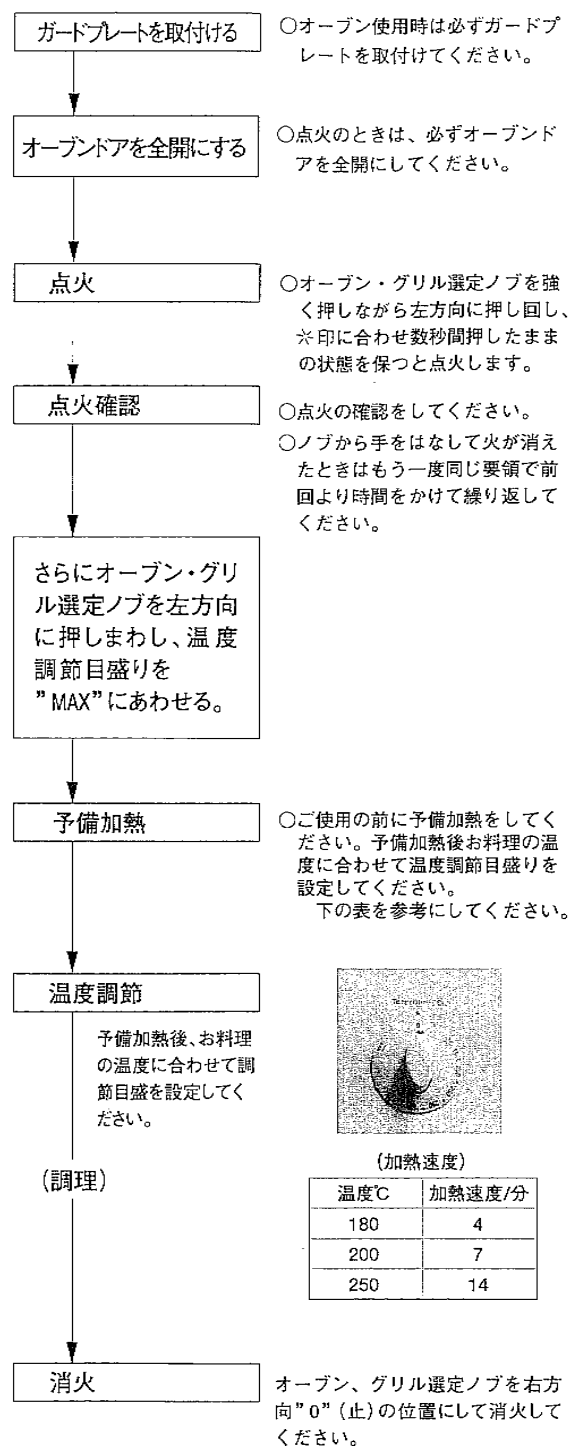 ガードプレートを取付ける
○オーブン使用時は必ずガードプ
レートを取付けてください。
オーブンドアを全開にする
○点火のときは、必ずオーブンド
アを全開にしてください。
点火
○オーブン・グリル選定ノブを強
く押しながら左方向に押し回し、
※印に合わせ数秒間押したまま
の状態を保つと点火します。
点火確認
○点火の確認をしてください。
○ノブから手をはなして火が消え
たときはもう一度同じ要領で前
回より時間をかけて繰り返して
ください。
さらにオーブン・グリ
ル選定ノブを左方向
に押しまわし、温度
調節目盛りを
”MAX”にあわせる。
予備加熱
○ご使用の前に予備加熱をしてく
ださい。予備加熱後お料理の温
度に合わせて温度調節目盛りを
設定してください。
下の表を参考にしてください。
温度調節
予備加熱後、お料理
の温度に合わせて調
節目盛を設定してく
ださい。
(調理)
(加熱速度)
温度℃ 加熱速度/分
180 4
200 7
250 14
消火
オーブン、グリル選定ノブを右方
向”0”(止)の位置にして消火して
ください。